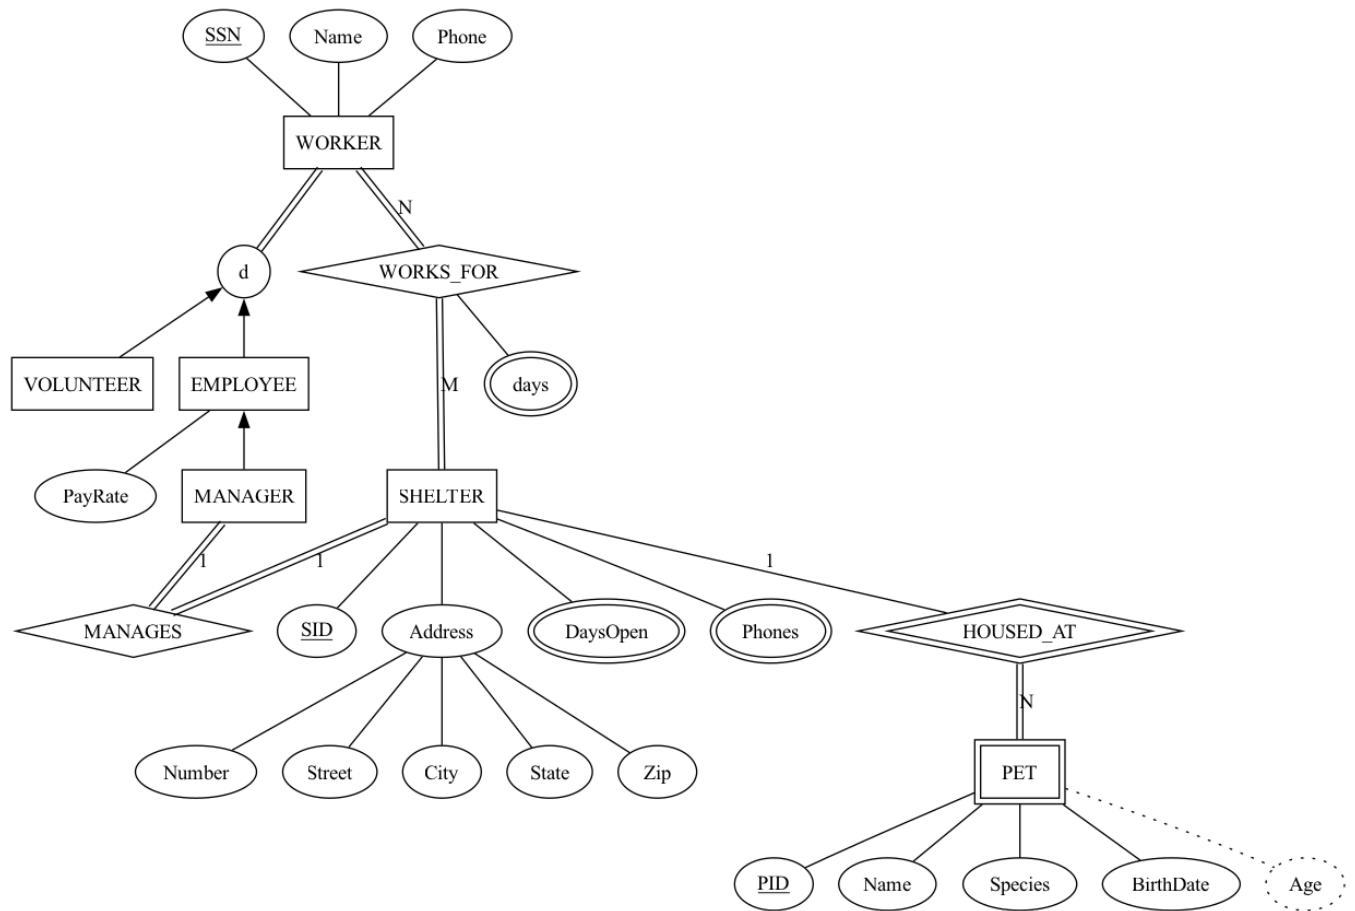 SSN
Name
Phone
WORKER
N
d
WORKS_FOR
VOLUNTEER
EMPLOYEE
M
days
PayRate
MANAGER
SHELTER
1
1
1
MANAGES
SID
Address
DaysOpen
Phones
HOUSED_AT
N
Number
Street
City
State
Zip
PET
PID
Name
Species
BirthDate
Age